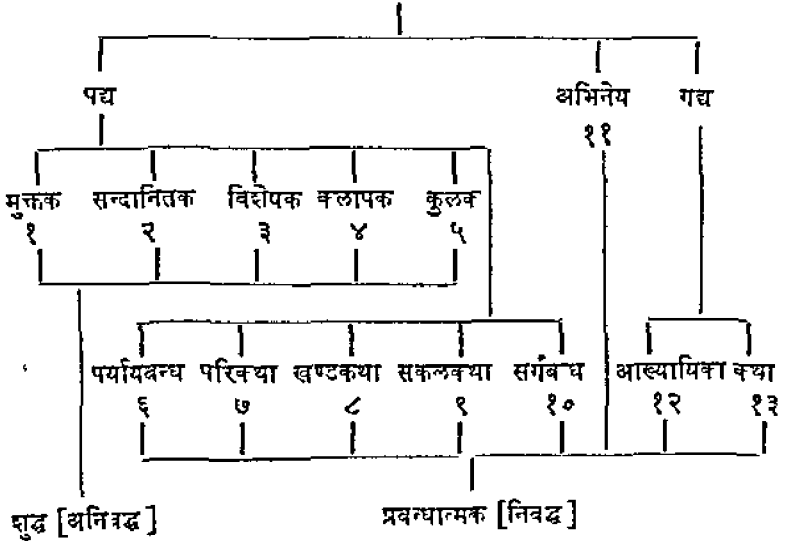 पद्य अभिनेय गद्य
११
मुक्तक सन्दानितक विशेषक कलापक कुलक
१ २ ३ ४ ५
पर्यायबन्ध परिकथा खण्डकथा सकलकथा सर्गबन्ध आख्यायिका कथा
६ ७ ८ ९ १० १२ १३
शुद्ध [अनिबद्ध] प्रबन्धात्मक [निबद्ध]